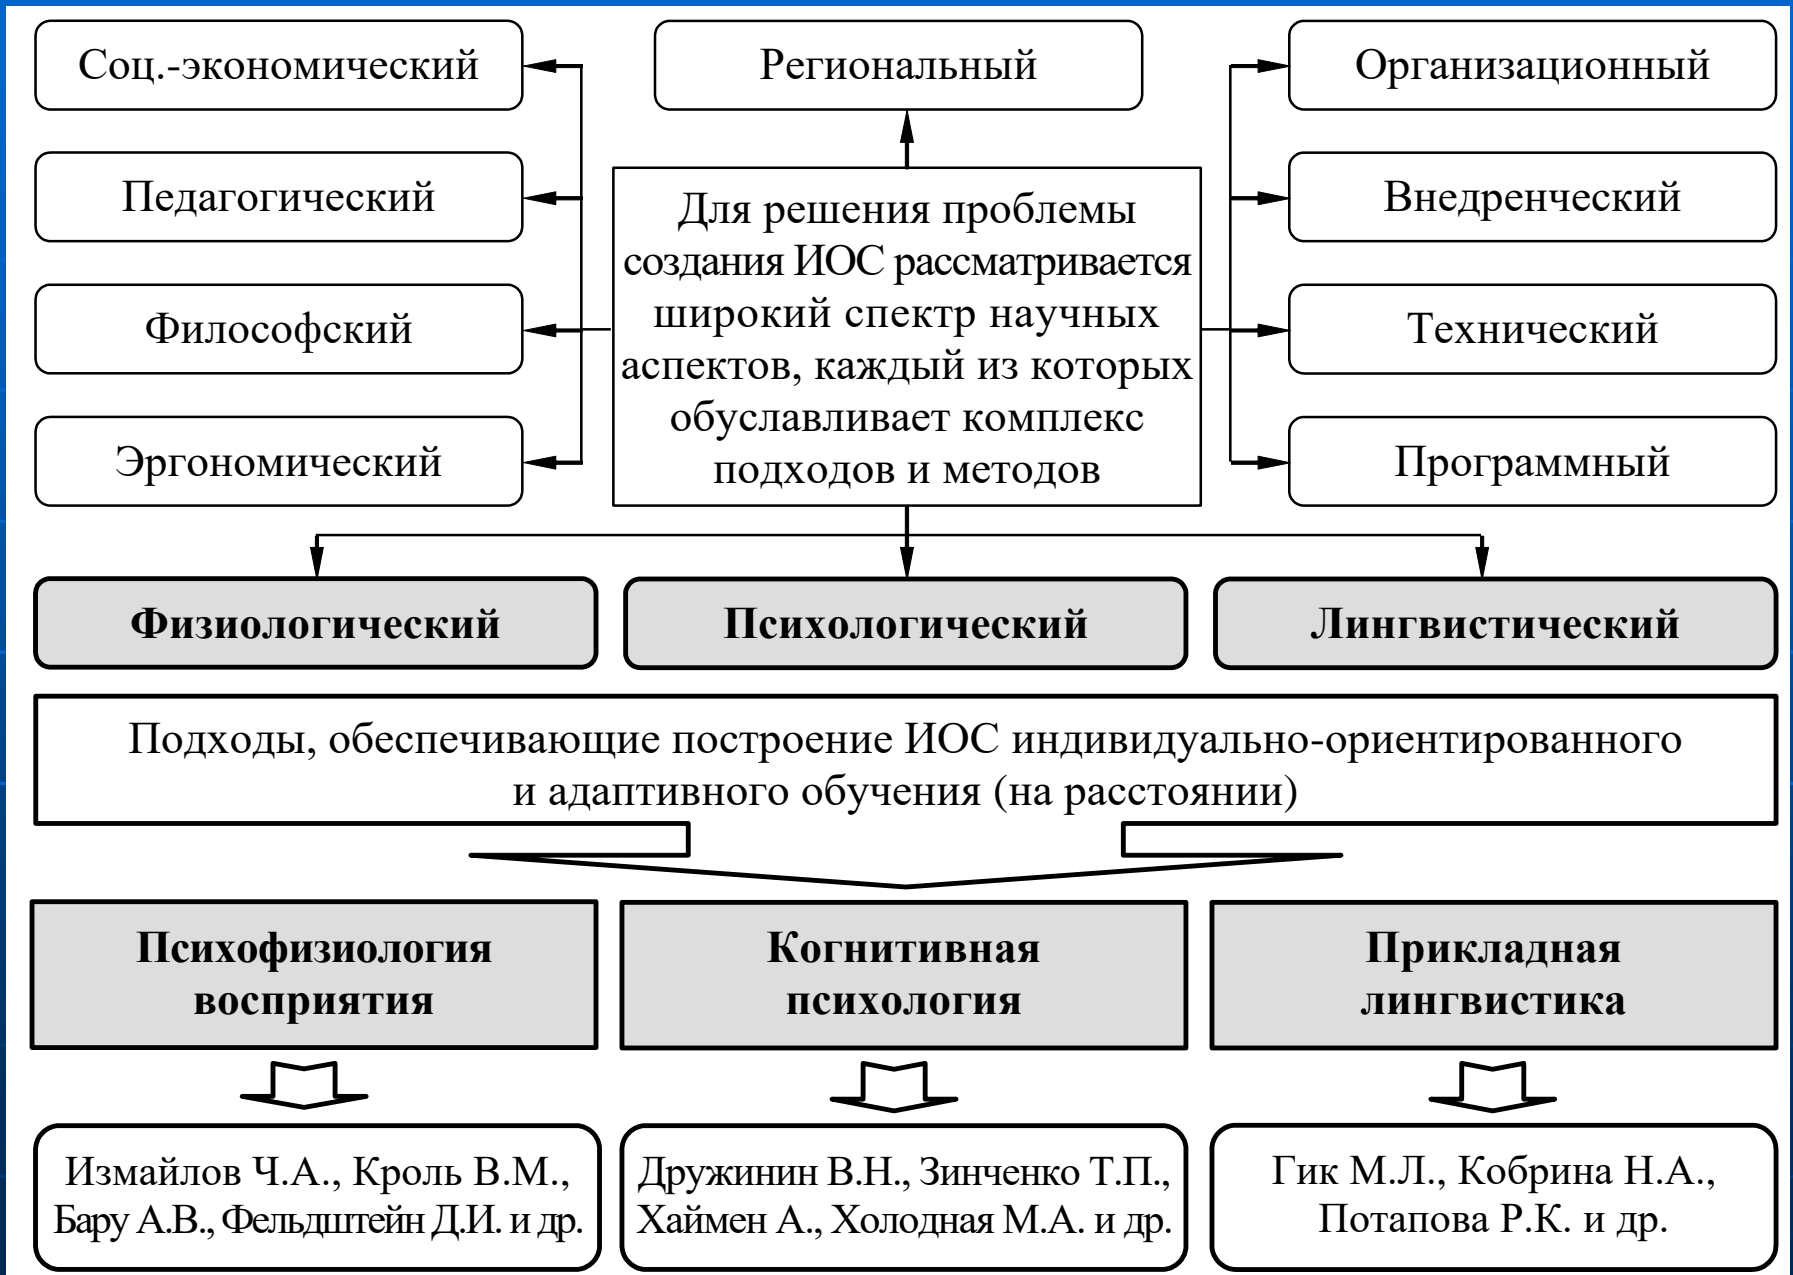 Соц.-экономический
Региональный
Организационный
Педагогический
Внедренческий
Философский
Технический
Эргономический
Программный
Для решения проблемы
создания ИОС рассматривается
широкий спектр научных
аспектов, каждый из которых
обуславливает комплекс
подходов и методов
Физиологический
Психологический
Лингвистический
Подходы, обеспечивающие построение ИОС индивидуально-ориентированного
и адаптивного обучения (на расстоянии)
Психофизиология
восприятия
Когнитивная
психология
Прикладная
лингвистика
Измайлов Ч.А., Кроль В.М.,
Бару А.В., Фельдштейн Д.И. и др.
Дружинин В.Н., Зинченко Т.П.,
Хаймен А., Холодная М.А. и др.
Гик М.Л., Кобрина Н.А.,
Потапова Р.К. и др.